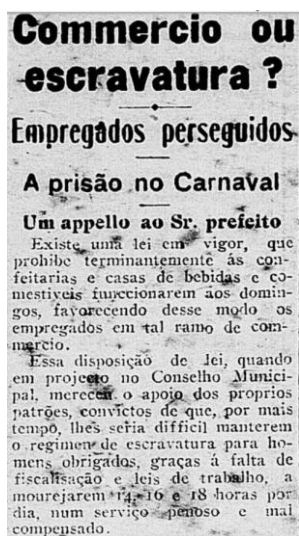 Commercio ou
escravatura ?
Empregados perseguidos
A prisão no Carnaval
Um appello ao Sr. prefeito
Existe uma lei em vigor, que
prohibe terminantemente ás con-
feitarias e casas de bebidas e co-
mestiveis funccionarem aos domin-
gos, favorecendo desse modo os
empregados em tal ramo de com-
mercio.
Essa disposição de lei, quando
em projecto no Conselho Munici-
pal, mereceu o apoio dos proprios
patrões, convictos de que, por mais
tempo, lhes seria difficil manterem
o regimen de escravatura para ho-
mens obrigados, graças á falta de
fiscalisação e leis de trabalho, a
mourejarem 14, 16 e 18 horas por
dia, num serviço penoso e mal
compensado.